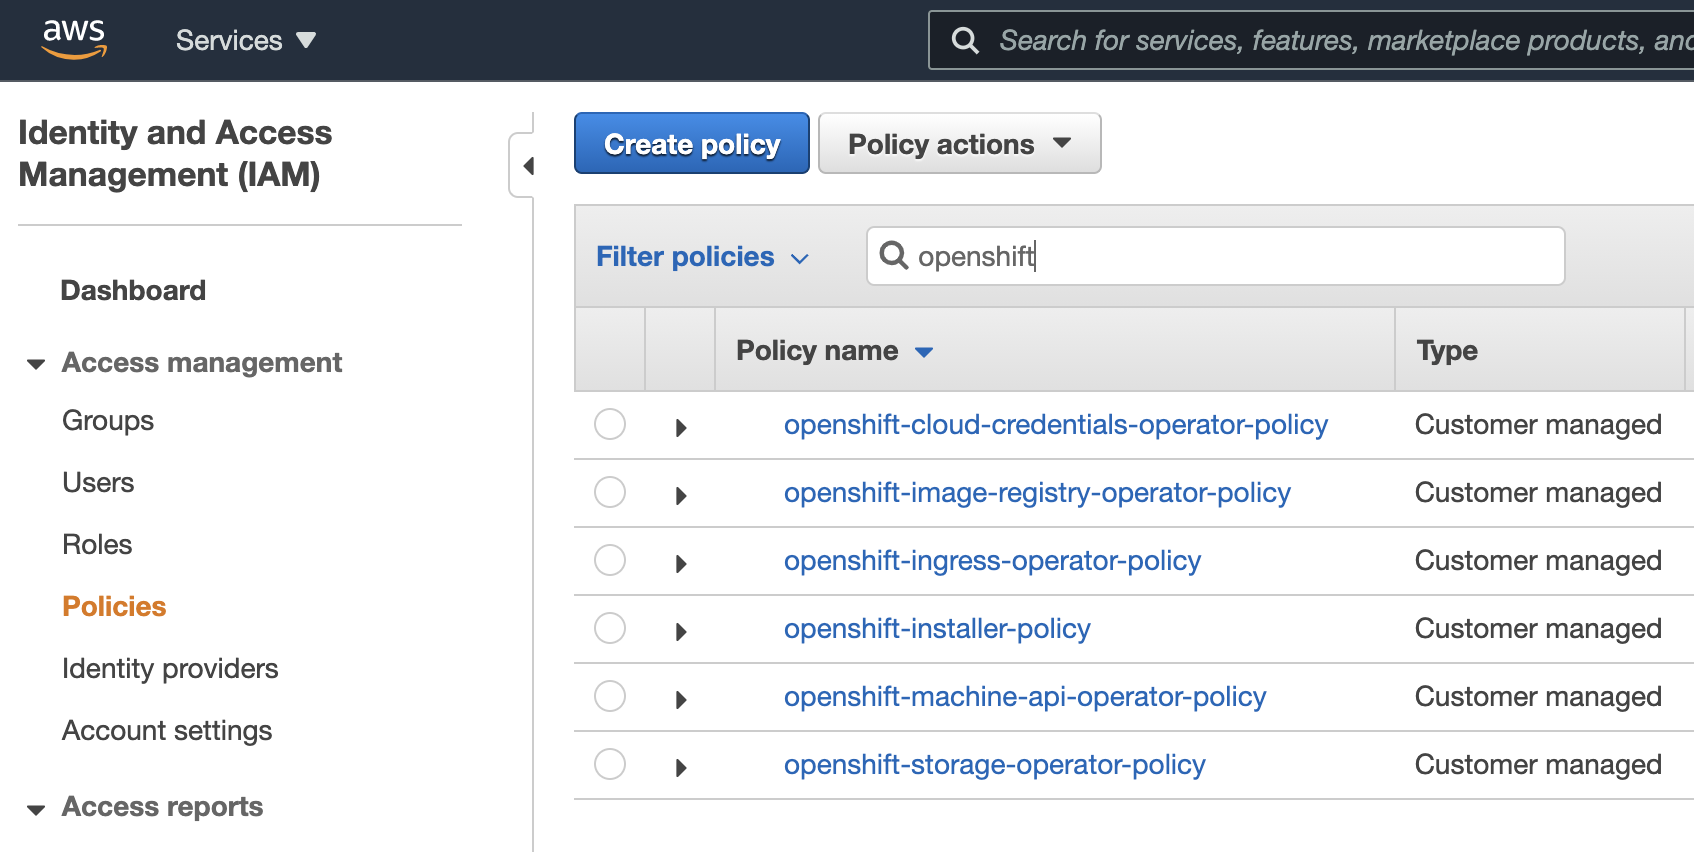 aws
Services
Search for services, features, marketplace products, and
Identity and Access
Management (IAM)
Dashboard
Access management
Groups
Users
Roles
Policies
Identity providers
Account settings
Access reports
Create policy
Policy actions
Filter policies
openshift
Policy name
Type
openshift-cloud-credentials-operator-policy
Customer managed
openshift-image-registry-operator-policy
Customer managed
openshift-ingress-operator-policy
Customer managed
openshift-installer-policy
Customer managed
openshift-machine-api-operator-policy
Customer managed
openshift-storage-operator-policy
Customer managed